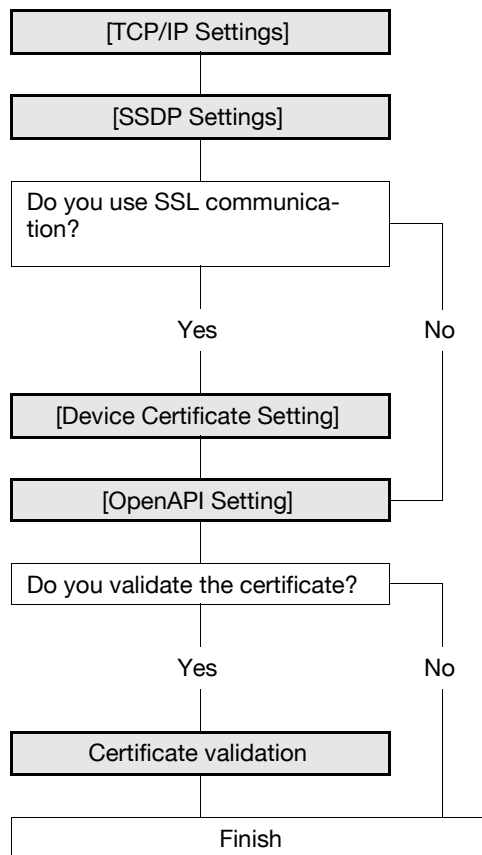 [TCP/IP Settings]
[SSDP Settings]
Do you use SSL communica-
tion?
Yes
No
[Device Certificate Setting]
[OpenAPI Setting]
Do you validate the certificate?
Yes
No
Certificate validation
Finish